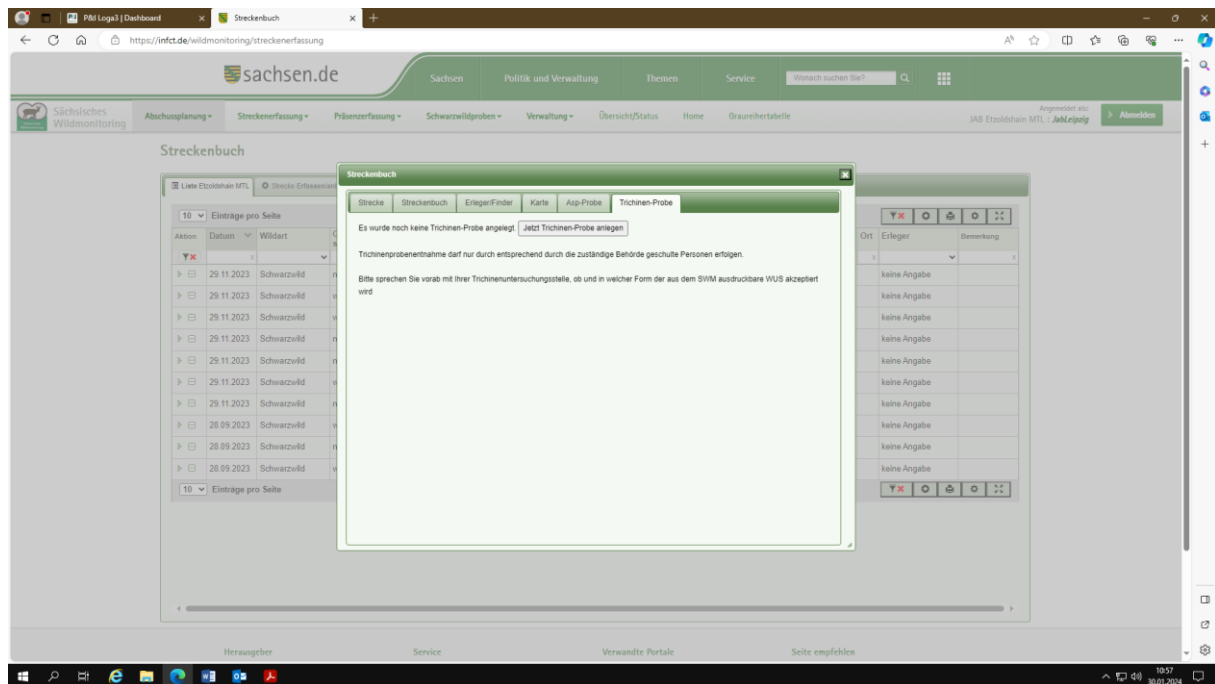 P&I Loga3 | Dashboard
Streckenbuch
https://infct.de/wildmonitoring/streckenerfassung
sachsen.de
Sachsen
Politik und Verwaltung
Themen
Service
Wonach suchen Sie?
Sächsisches
Wildmonitoring
Abschussplanung
Streckenerfassung
Präsenzerfassung
Schwarzwildproben
Verwaltung
Übersicht/Status
Home
Graureihertabelle
Angemeldet als:
JAB Etzoldshain MTL : JabLeipzig
> Abmelden
Streckenbuch
Liste Etzoldshain MTL
Streckenbuch
Strecke
Streckenbuch
Erleger/Finder
Karte
Asp-Probe
Trichinen-Probe
Es wurde noch keine Trichinen-Probe angelegt.
Jetzt Trichinen-Probe anlegen
Trichinenprobenentnahme darf nur durch entsprechend durch die zuständige Behörde geschulte Personen erfolgen.
Bitte sprechen Sie vorab mit Ihrer Trichinenuntersuchungsstelle, ob und in welcher Form der aus dem SWM ausdruckbare WUS akzeptiert
wird
10 Einträge pro Seite
Aktion Datum Wildart Ort Erleger Bemerkung
29.11.2023 Schwarzwild keine Angabe
29.11.2023 Schwarzwild keine Angabe
29.11.2023 Schwarzwild keine Angabe
29.11.2023 Schwarzwild keine Angabe
29.11.2023 Schwarzwild keine Angabe
29.11.2023 Schwarzwild keine Angabe
29.11.2023 Schwarzwild keine Angabe
28.09.2023 Schwarzwild keine Angabe
28.09.2023 Schwarzwild keine Angabe
28.09.2023 Schwarzwild keine Angabe
10 Einträge pro Seite
Herausgeber
Service
Verwandte Portale
Seite empfehlen
10:57
30.01.2024